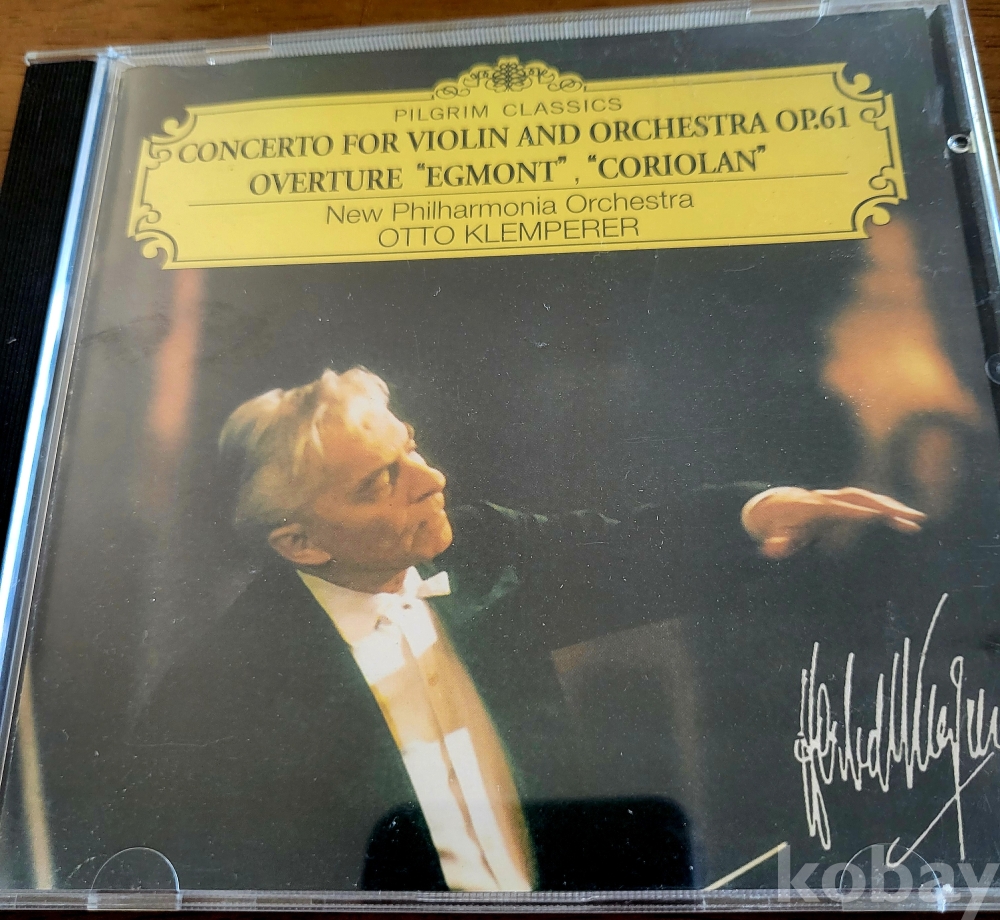 PILGRIM CLASSICS
CONCERTO FOR VIOLIN AND ORCHESTRA OP.61
OVERTURE "EGMONT", "CORIOLAN"
New Philharmonia Orchestra
OTTO KLEMPERER
kobay